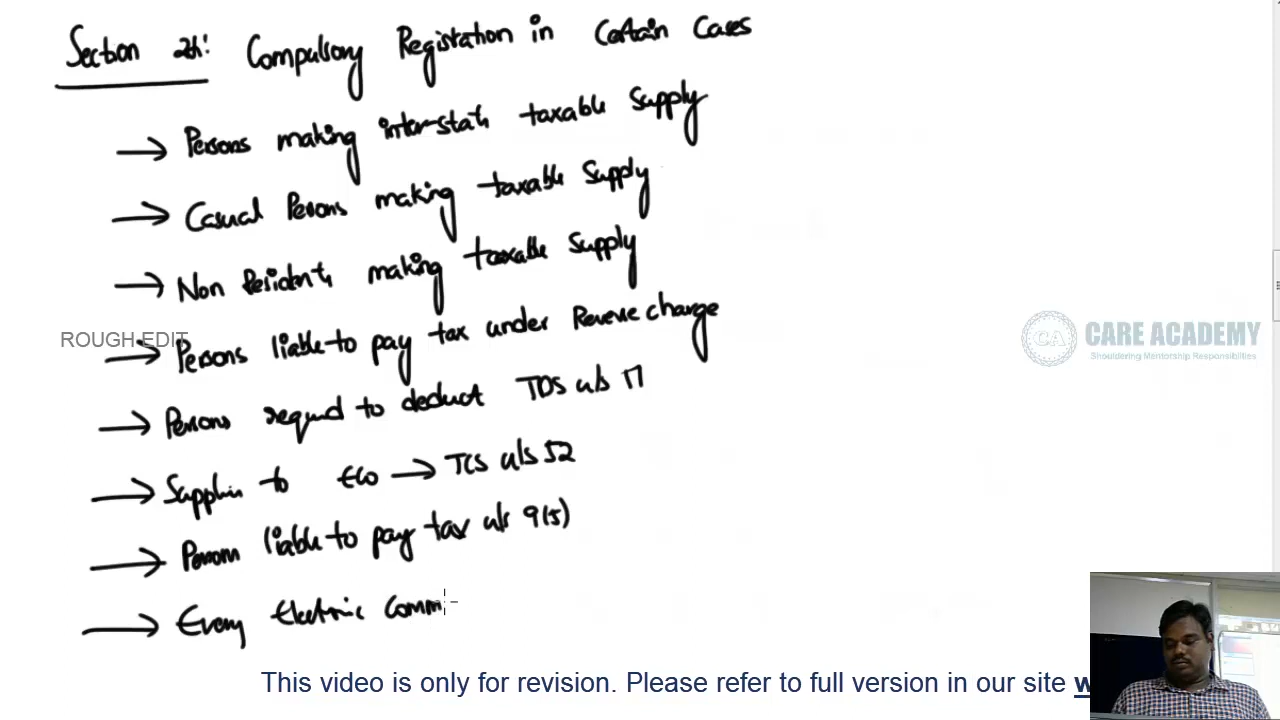 Section 24: Compulsory Registration in Certain Cases
→ Persons making inter-state taxable Supply
→ Casual Persons making taxable Supply
→ Non Residents making taxable Supply
→ Persons liable to pay tax under Reverse charge
ROUGH EDIT
→ Persons required to deduct TDS u/s
→ to ECO → TCS u/s 52
→ Person liable to pay tax u/s 9(5)
→ Every Electronic Comm
CA
CARE ACADEMY
Shouldering Mentorship Responsibilities
This video is only for revision. Please refer to full version in our site w